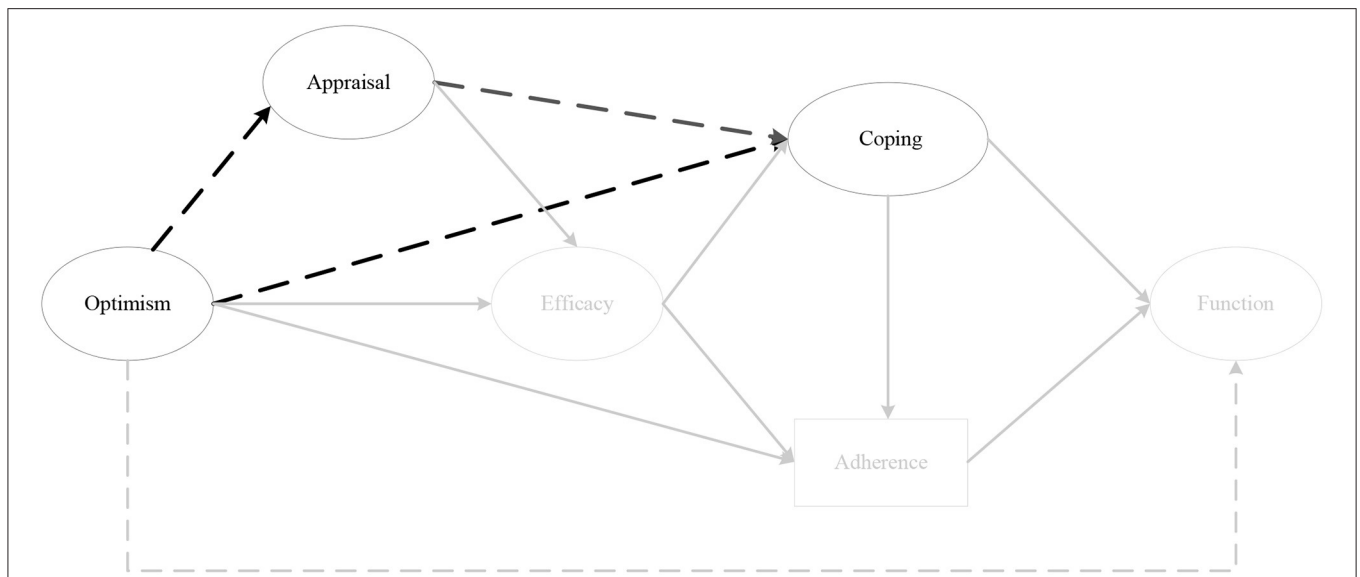 Appraisal
Coping
Optimism
Efficacy
Function
Adherence